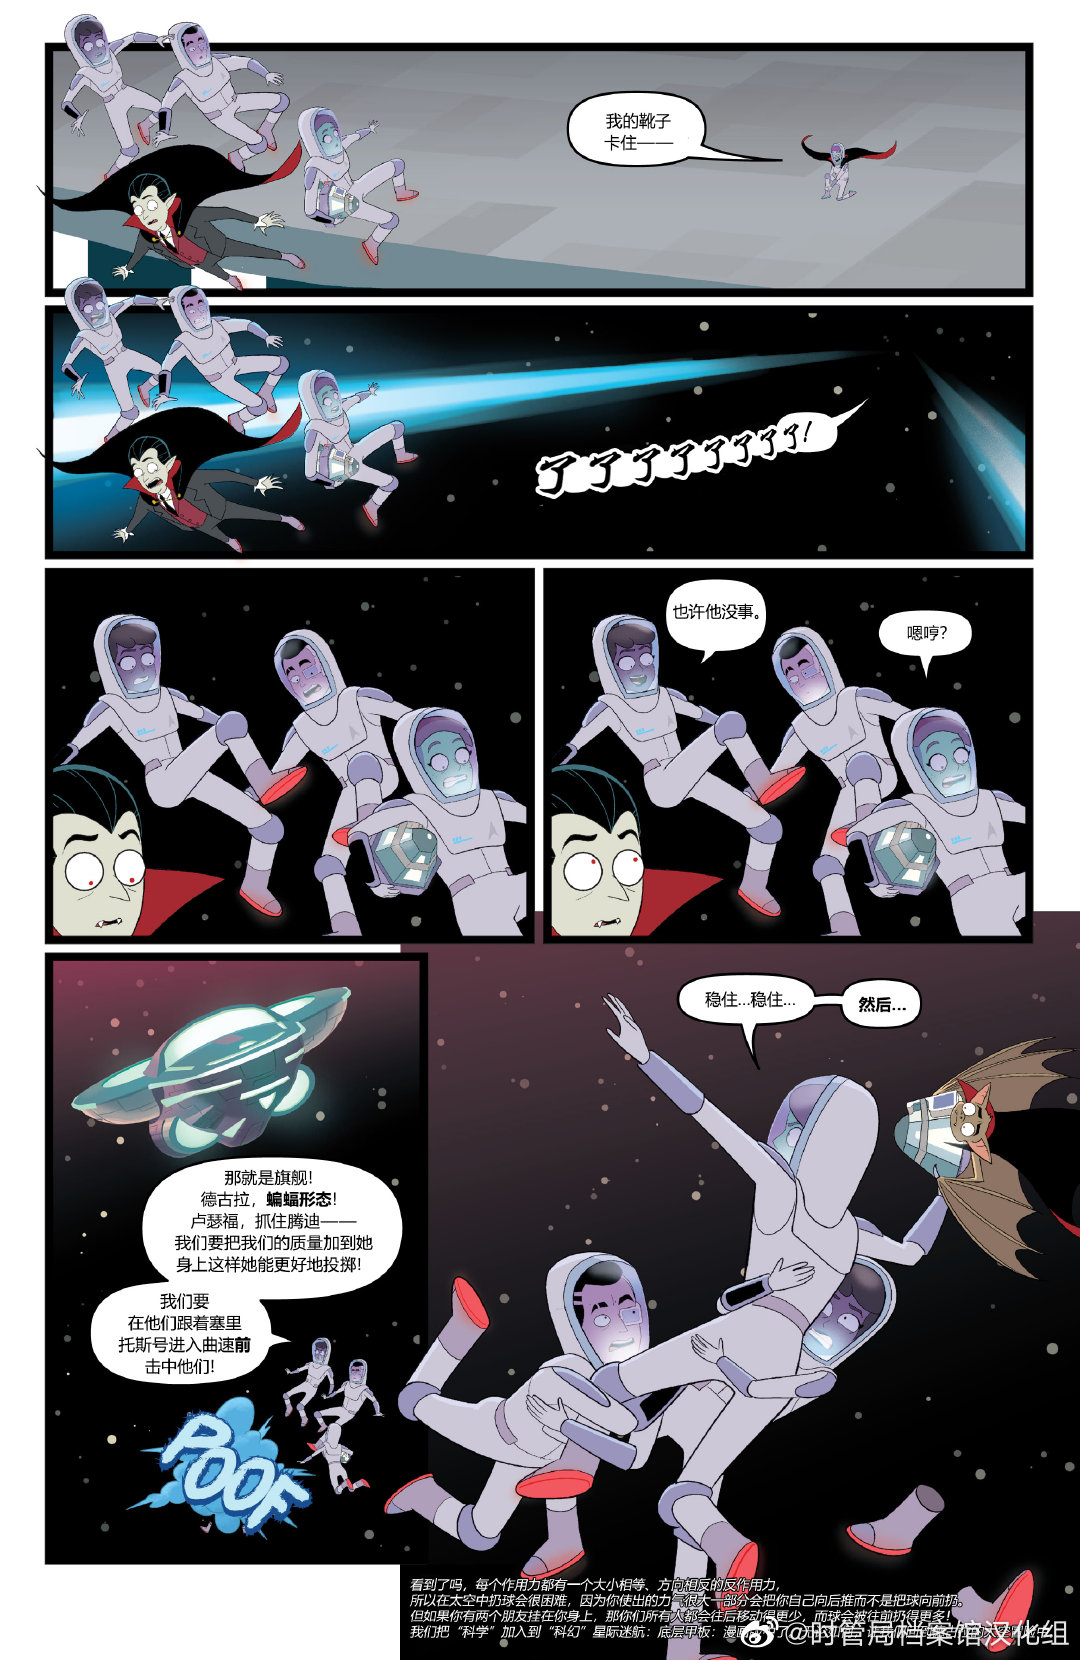 我的靴子
卡住——
了了了了了了了了!
也许他没事。
嗯哼?
那就是旗舰!
德古拉，蝙蝠形态!
卢瑟福，抓住腾迪——
我们要把我们的质量加到她
身上这样她能更好地投掷!
我们要
在他们跟着塞里
托斯号进入曲速前
击中他们!
POOF
稳住...稳住...
然后...
看到了吗，每个作用力都有一个大小相等、方向相反的反作用力，
所以在太空中扔球会很困难，因为你使出的力气很大一部分会把你自己向后推而不是把球向前扔。
但如果你有两个朋友挂在你身上，那你们所有人都会往后移动得更少，而球会被往前扔得更多!
我们把“科学”加入到“科幻”星际迷航：底层甲板：漫画
@时管局档案馆汉化组